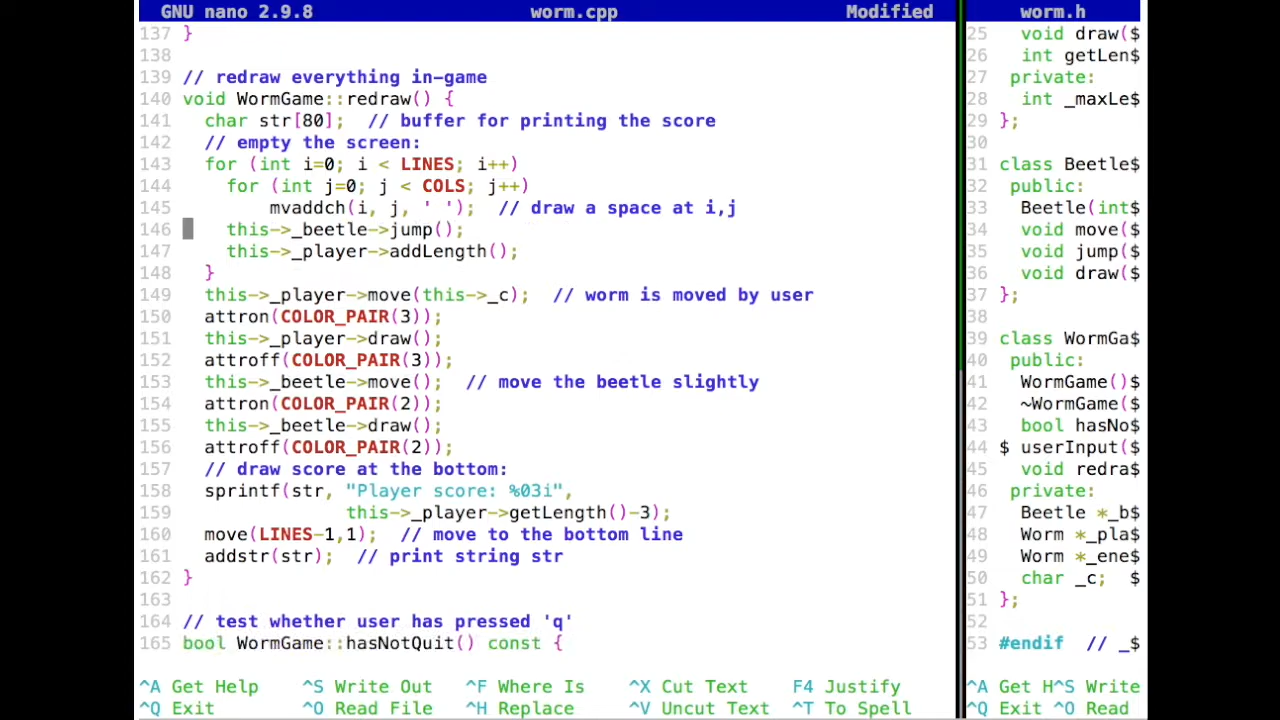 GNU nano 2.9.8 worm.cpp Modified
137 }
138
139 // redraw everything in-game
140 void WormGame::redraw() {
141 char str[80]; // buffer for printing the score
142 // empty the screen:
143 for (int i=0; i < LINES; i++)
144 for (int j=0; j < COLS; j++)
145 mvaddch(i, j, ' '); // draw a space at i,j
146 this->_beetle->jump();
147 this->_player->addLength();
148 }
149 this->_player->move(this->_c); // worm is moved by user
150 attron(COLOR_PAIR(3));
151 this->_player->draw();
152 attroff(COLOR_PAIR(3));
153 this->_beetle->move(); // move the beetle slightly
154 attron(COLOR_PAIR(2));
155 this->_beetle->draw();
156 attroff(COLOR_PAIR(2));
157 // draw score at the bottom:
158 sprintf(str, "Player score: %03i",
159 this->_player->getLength()-3);
160 move(LINES-1,1); // move to the bottom line
161 addstr(str); // print string str
162 }
163
164 // test whether user has pressed 'q'
165 bool WormGame::hasNotQuit() const {
^A Get Help ^S Write Out ^F Where Is ^X Cut Text F4 Justify
^Q Exit ^O Read File ^H Replace ^V Uncut Text ^T To Spell
worm.h
25 void draw($
26 int getLen$
27 private:
28 int _maxLe$
29 };
30
31 class Beetle$
32 public:
33 Beetle(int$
34 void move($
35 void jump($
36 void draw($
37 };
38
39 class WormGa$
40 public:
41 WormGame()$
42 ~WormGame($
43 bool hasNo$
44 $ userInput($
45 void redra$
46 private:
47 Beetle *_b$
48 Worm *_pla$
49 Worm *_ene$
50 char _c; $
51 };
52
53 #endif // _$
^A Get H^S Write
^Q Exit ^O Read